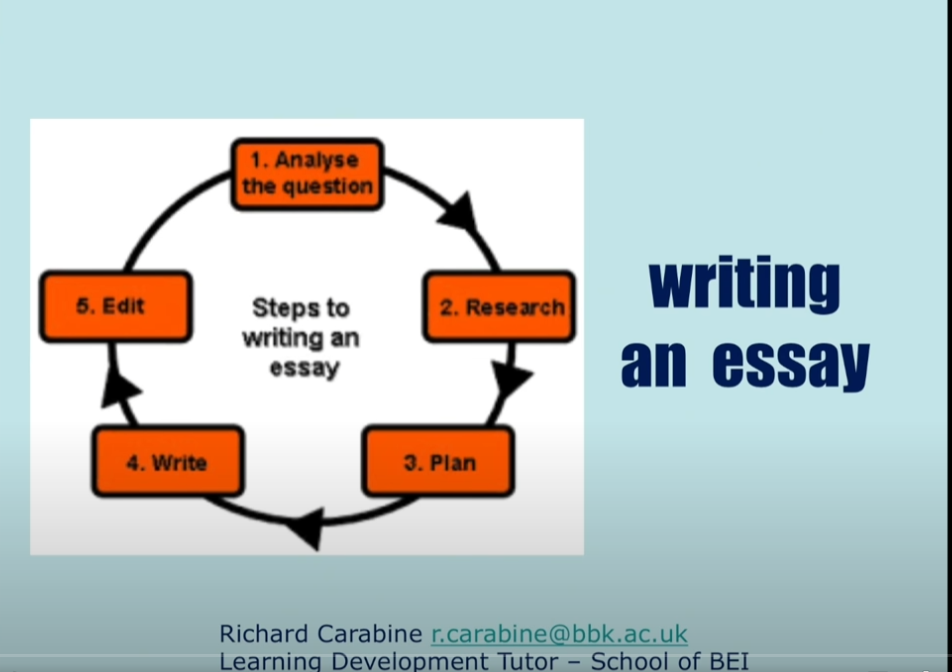 1. Analyse
the question
5. Edit
Steps to
writing an
essay
2. Research
4. Write
3. Plan
writing
an essay
Richard Carabine r.carabine@bbk.ac.uk
Learning Development Tutor – School of BEI